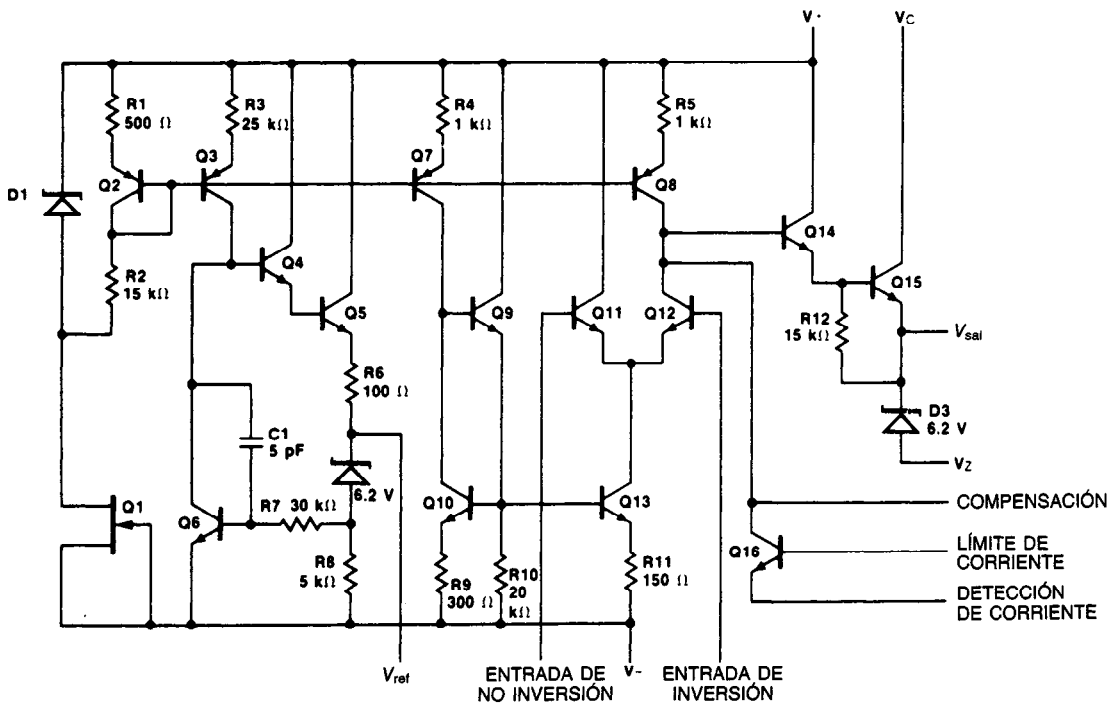 V+
VC
R1
500 Ω
R3
25 kΩ
R4
1 kΩ
R5
1 kΩ
Q3
Q7
Q2
Q8
D1
Q14
R2
15 kΩ
Q4
Q5
Q9
Q11
Q12
Q15
R12
15 kΩ
Vsal
R6
100 Ω
D3
6.2 V
C1
5 pF
VZ
6.2 V
Q1
Q6
R7 30 kΩ
Q10
Q13
COMPENSACIÓN
Q16
LÍMITE DE
CORRIENTE
R8
5 kΩ
R9
300 Ω
R10
20
kΩ
R11
150 Ω
DETECCIÓN
DE CORRIENTE
Vref
ENTRADA DE
NO INVERSIÓN
V-
ENTRADA DE
INVERSIÓN